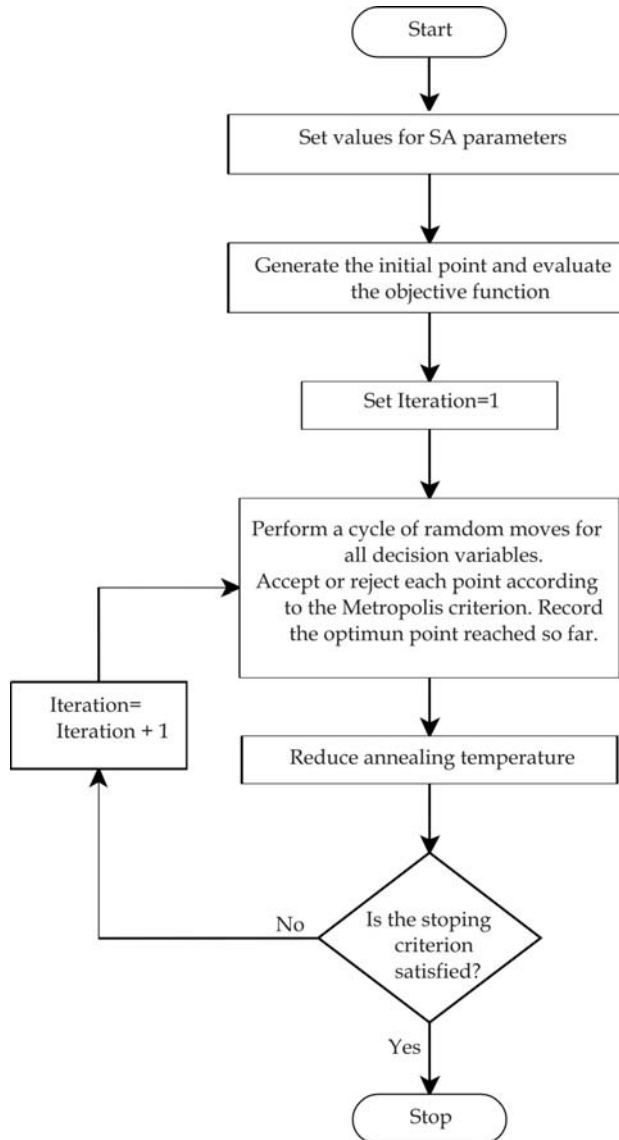 Start
Set values for SA parameters
Generate the initial point and evaluate
the objective function
Set Iteration=1
Perform a cycle of ramdom moves for
all decision variables.
Accept or reject each point according
to the Metropolis criterion. Record
the optimun point reached so far.
Iteration=
Iteration + 1
Reduce annealing temperature
No
Is the stoping
criterion
satisfied?
Yes
Stop